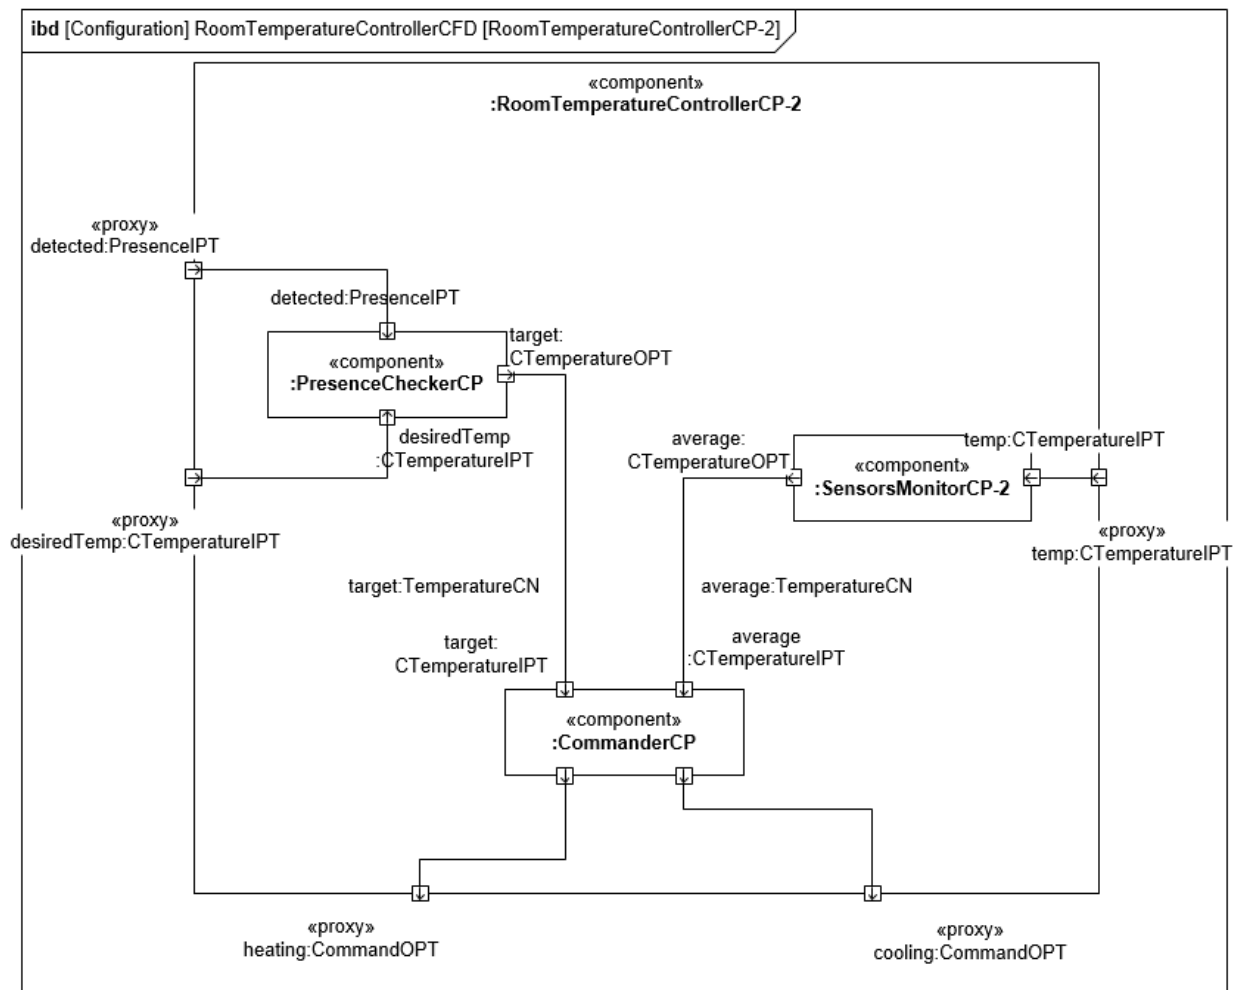 ibd [Configuration] RoomTemperatureControllerCFD [RoomTemperatureControllerCP-2]
«component»
:RoomTemperatureControllerCP-2
«proxy»
detected:PresenceIPT
detected:PresenceIPT
target:
CTemperatureOPT
«component»
:PresenceCheckerCP
desiredTemp
:CTemperatureIPT
average:
CTemperatureOPT
temp:CTemperatureIPT
«component»
:SensorsMonitorCP-2
«proxy»
desiredTemp:CTemperatureIPT
«proxy»
temp:CTemperatureIPT
target:TemperatureCN
average:TemperatureCN
target:
CTemperatureIPT
average
:CTemperatureIPT
«component»
:CommanderCP
«proxy»
heating:CommandOPT
«proxy»
cooling:CommandOPT